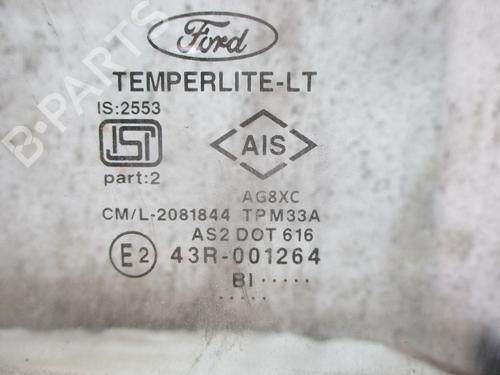 Ford
TEMPERLITE-LT
IS:2553
ISI
AIS
part:2
AG8XC
CM/L-2081844 TPM33A
AS2 DOT 616
E2 43R-001264
BI .....
.....
B-PARTS